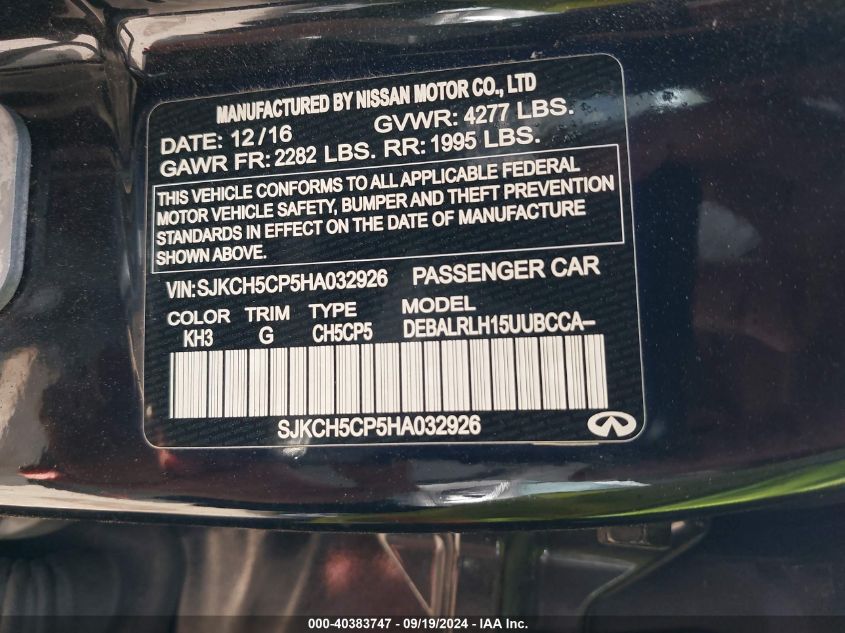 MANUFACTURED BY NISSAN MOTOR CO., LTD
DATE: 12/16 GVWR: 4277 LBS.
GAWR FR: 2282 LBS. RR: 1995 LBS.
THIS VEHICLE CONFORMS TO ALL APPLICABLE FEDERAL
MOTOR VEHICLE SAFETY, BUMPER AND THEFT PREVENTION
STANDARDS IN EFFECT ON THE DATE OF MANUFACTURE
SHOWN ABOVE.
VIN:SJKCH5CP5HA032926 PASSENGER CAR
COLOR TRIM TYPE MODEL
KH3 G CH5CP5 DEBALRLH15UUBCCA–
SJKCH5CP5HA032926
000-40383747 - 09/19/2024 - IAA Inc.